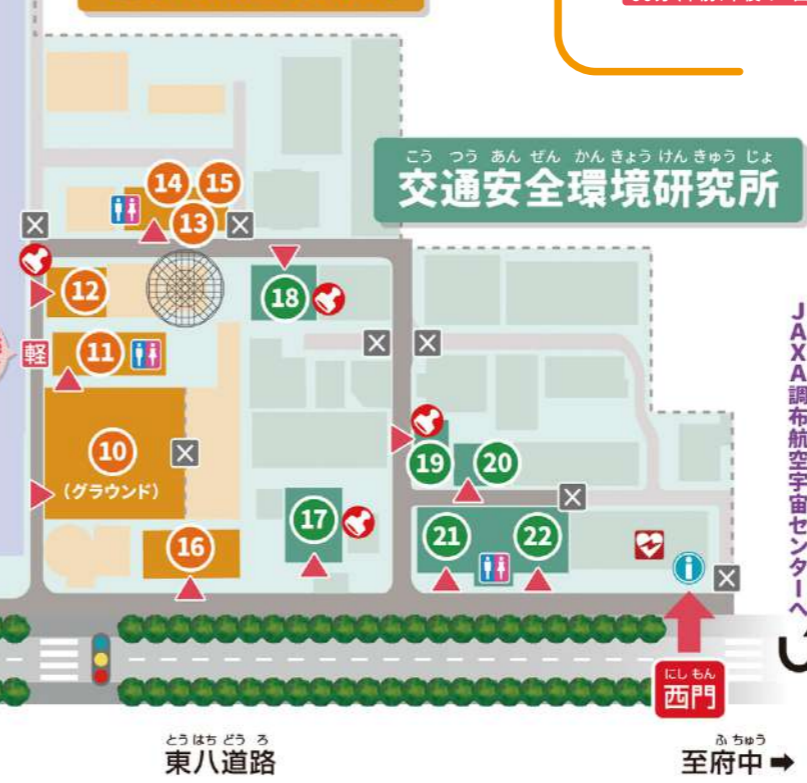 こう つう あん ぜん かん きょう けん きゅう じょ
交通安全環境研究所
14
15
13
12
18
軽
11
10
(グラウンド)
19
20
17
16
21
22
JAXA調布航空宇宙センターへ
にし もん
西門
とう はち どう ろ
東八道路
ふ ちゅう
至府中➡